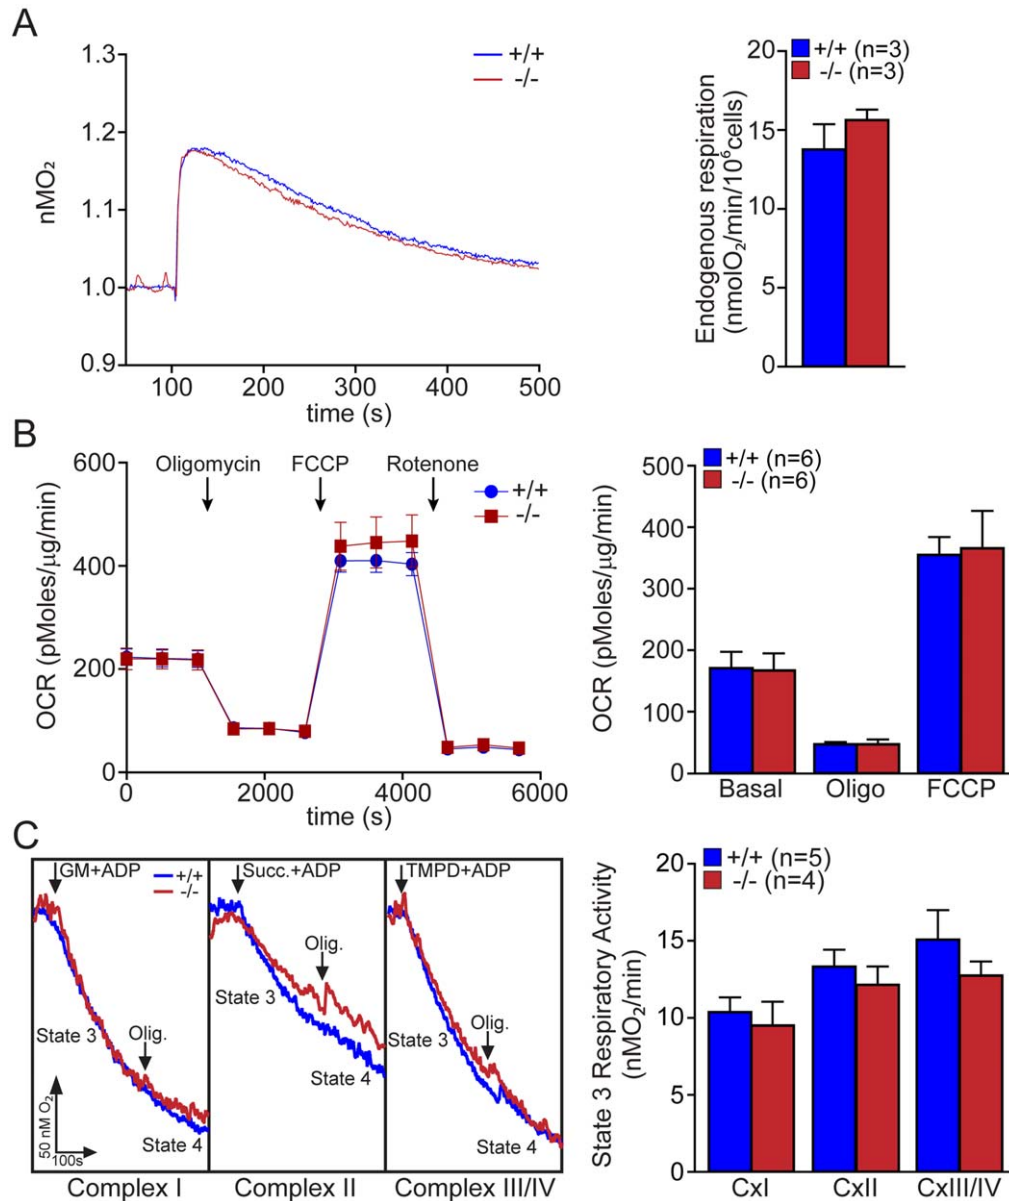 A
1.3
1.2
1.1
1.0
0.9
nMO₂
+/+
-/-
100 200 300 400 500
time (s)
20
15
10
5
0
Endogenous respiration
(nmolO₂/min/10⁶cells)
+/+ (n=3)
-/- (n=3)
B
600
400
200
0
OCR (pMoles/μg/min)
Oligomycin FCCP Rotenone
+/+
-/-
0 2000 4000 6000
time (s)
500
400
300
200
100
0
OCR (pMoles/μg/min)
+/+ (n=6)
-/- (n=6)
Basal Oligo FCCP
C
GM+ADP
+/+
-/-
State 3
Olig.
State 4
50 nM O₂
100s
Complex I
Succ.+ADP
Olig.
State 3
State 4
Complex II
TMPD+ADP
State 3
Olig.
State 4
Complex III/IV
20
15
10
5
0
State 3 Respiratory Activity
(nMO₂/min)
+/+ (n=5)
-/- (n=4)
CxI CxII CxIII/IV